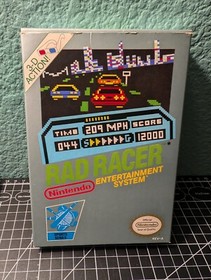 3-D
ACTION!
TIME 209 MPH SCORE
044 S G 12000
RAD RACER
Nintendo
ENTERTAINMENT
SYSTEM